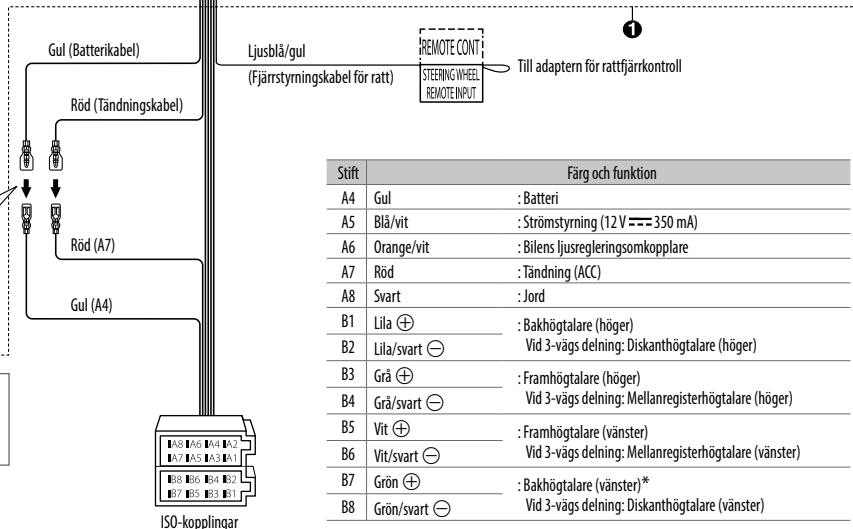 ❶
Gul (Batterikabel)
Ljusblå/gul
(Fjärrstyrningskabel för ratt)
REMOTE CONT
STEERING WHEEL
REMOTE INPUT
Till adaptern för rattfjärrkontroll
Röd (Tändningskabel)
Röd (A7)
Gul (A4)
A8 A6 A4 A2
A7 A5 A3 A1
B8 B6 B4 B2
B7 B5 B3 B1
ISO-kopplingar
Stift Färg och funktion
A4 Gul : Batteri
A5 Blå/vit : Strömstyrning (12 V ⎓ 350 mA)
A6 Orange/vit : Bilens ljusregleringsomkopplare
A7 Röd : Tändning (ACC)
A8 Svart : Jord
B1 Lila ⊕ : Bakhögtalare (höger)
B2 Lila/svart ⊖ Vid 3-vägs delning: Diskanthögtalare (höger)
B3 Grå ⊕ : Framhögtalare (höger)
B4 Grå/svart ⊖ Vid 3-vägs delning: Mellanregisterhögtalare (höger)
B5 Vit ⊕ : Framhögtalare (vänster)
B6 Vit/svart ⊖ Vid 3-vägs delning: Mellanregisterhögtalare (vänster)
B7 Grön ⊕ : Bakhögtalare (vänster)*
B8 Grön/svart ⊖ Vid 3-vägs delning: Diskanthögtalare (vänster)